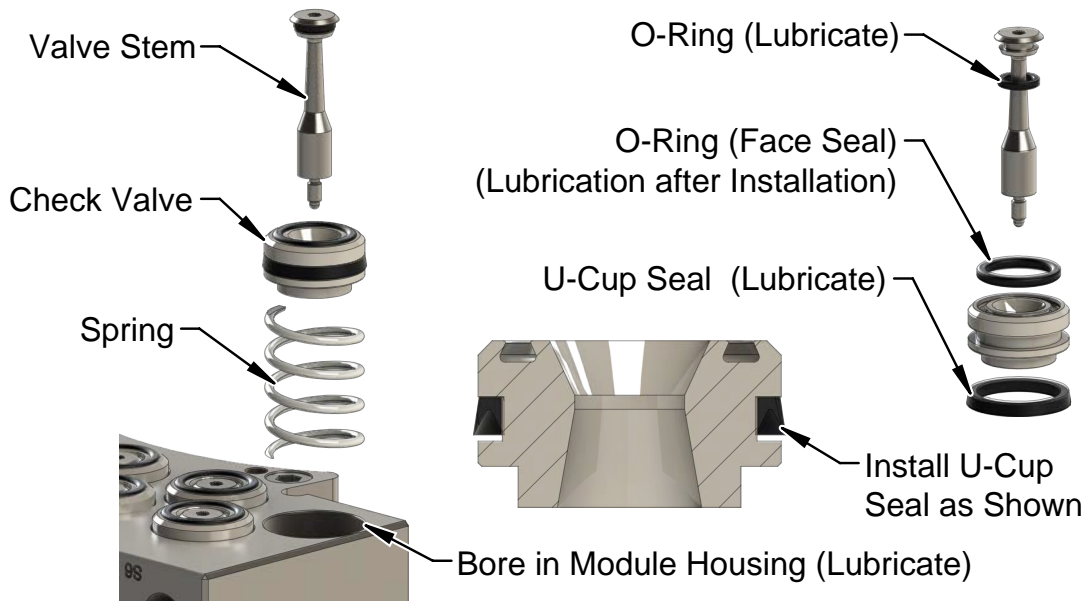 Valve Stem
Check Valve
Spring
O-Ring (Lubricate)
O-Ring (Face Seal)
(Lubrication after Installation)
U-Cup Seal (Lubricate)
Install U-Cup
Seal as Shown
Bore in Module Housing (Lubricate)
S6